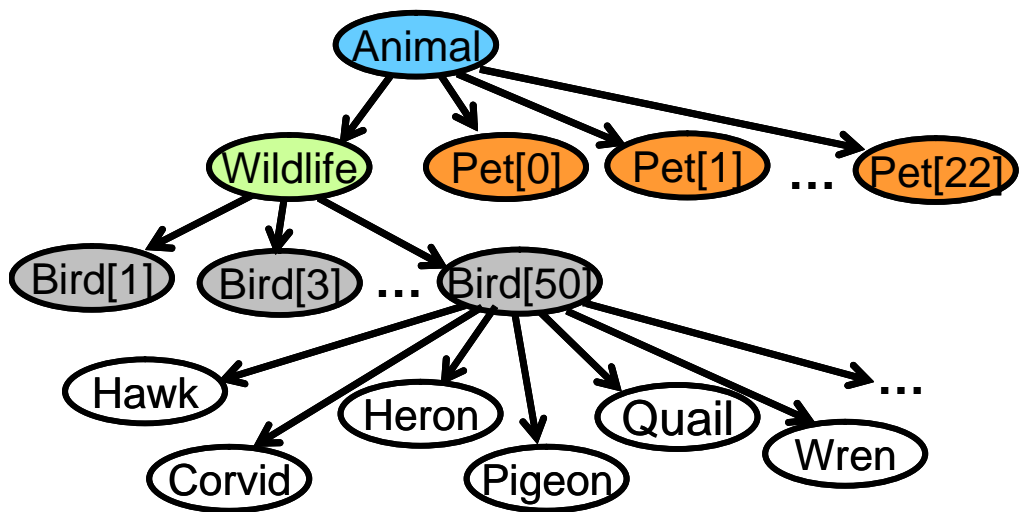 Animal
Wildlife
Pet[0]
Pet[1]
...
Pet[22]
Bird[1]
Bird[3]
...
Bird[50]
Hawk
Heron
Quail
...
Corvid
Pigeon
Wren